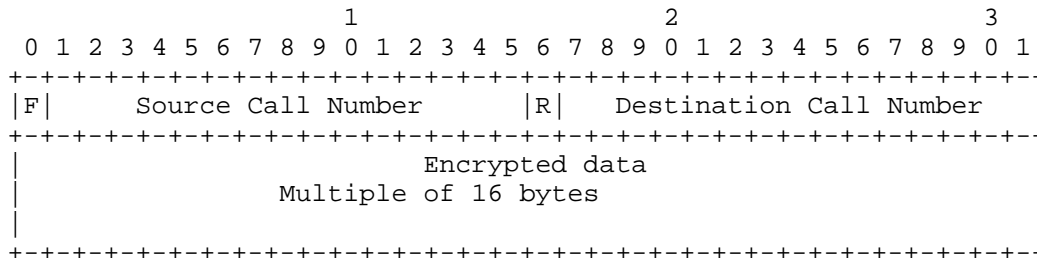 1                   2                   3
 0 1 2 3 4 5 6 7 8 9 0 1 2 3 4 5 6 7 8 9 0 1 2 3 4 5 6 7 8 9 0 1
+-+-+-+-+-+-+-+-+-+-+-+-+-+-+-+-+-+-+-+-+-+-+-+-+-+-+-+-+-+-+-+--
|F|     Source Call Number      |R|   Destination Call Number
+-+-+-+-+-+-+-+-+-+-+-+-+-+-+-+-+-+-+-+-+-+-+-+-+-+-+-+-+-+-+-+--
|                         Encrypted data
|                Multiple of 16 bytes
|
+-+-+-+-+-+-+-+-+-+-+-+-+-+-+-+-+-+-+-+-+-+-+-+-+-+-+-+-+-+-+-+--